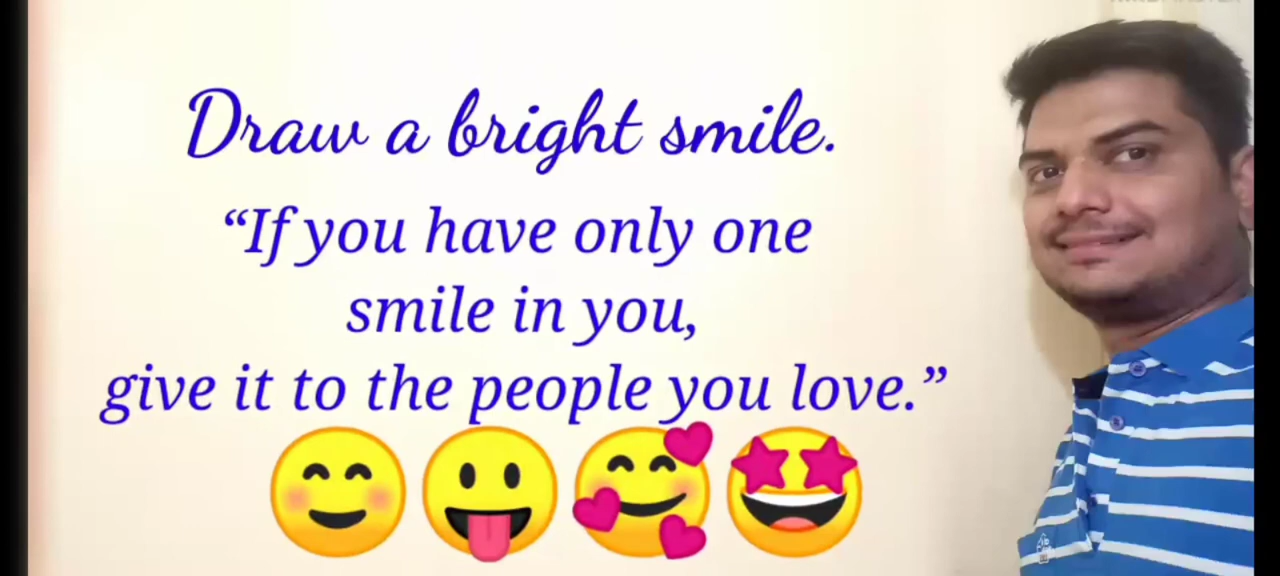 Draw a bright smile.
“If you have only one
smile in you,
give it to the people you love.”